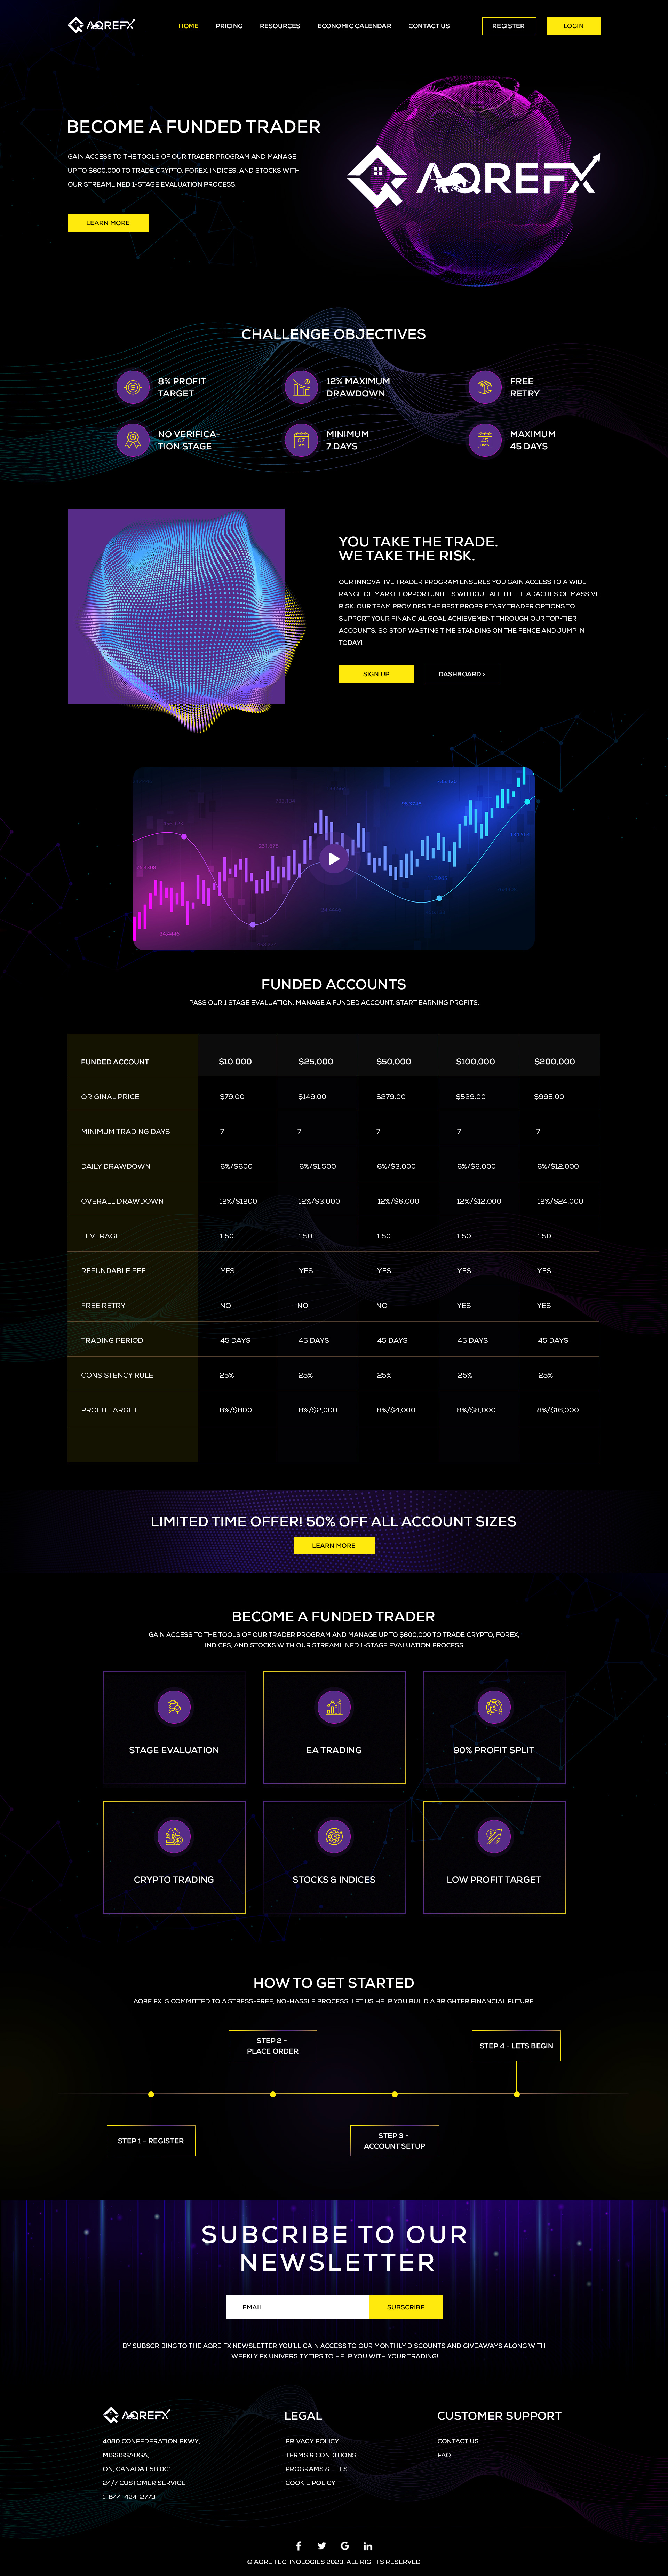 AQREFX
HOME PRICING RESOURCES ECONOMIC CALENDAR CONTACT US REGISTER LOGIN
BECOME A FUNDED TRADER
GAIN ACCESS TO THE TOOLS OF OUR TRADER PROGRAM AND MANAGE
UP TO $600,000 TO TRADE CRYPTO, FOREX, INDICES, AND STOCKS WITH
OUR STREAMLINED 1-STAGE EVALUATION PROCESS.
LEARN MORE
AQREFX
CHALLENGE OBJECTIVES
8% PROFIT
TARGET
12% MAXIMUM
DRAWDOWN
FREE
RETRY
NO VERIFICA-
TION STAGE
07
DAYS
MINIMUM
7 DAYS
45
DAYS
MAXIMUM
45 DAYS
YOU TAKE THE TRADE.
WE TAKE THE RISK.
OUR INNOVATIVE TRADER PROGRAM ENSURES YOU GAIN ACCESS TO A WIDE
RANGE OF MARKET OPPORTUNITIES WITHOUT ALL THE HEADACHES OF MASSIVE
RISK. OUR TEAM PROVIDES THE BEST PROPRIETARY TRADER OPTIONS TO
SUPPORT YOUR FINANCIAL GOAL ACHIEVEMENT THROUGH OUR TOP-TIER
ACCOUNTS. SO STOP WASTING TIME STANDING ON THE FENCE AND JUMP IN
TODAY!
SIGN UP DASHBOARD ›
FUNDED ACCOUNTS
PASS OUR 1 STAGE EVALUATION. MANAGE A FUNDED ACCOUNT. START EARNING PROFITS.
FUNDED ACCOUNT $10,000 $25,000 $50,000 $100,000 $200,000
ORIGINAL PRICE $79.00 $149.00 $279.00 $529.00 $995.00
MINIMUM TRADING DAYS 7 7 7 7 7
DAILY DRAWDOWN 6%/$600 6%/$1,500 6%/$3,000 6%/$6,000 6%/$12,000
OVERALL DRAWDOWN 12%/$1200 12%/$3,000 12%/$6,000 12%/$12,000 12%/$24,000
LEVERAGE 1:50 1:50 1:50 1:50 1:50
REFUNDABLE FEE YES YES YES YES YES
FREE RETRY NO NO NO YES YES
TRADING PERIOD 45 DAYS 45 DAYS 45 DAYS 45 DAYS 45 DAYS
CONSISTENCY RULE 25% 25% 25% 25% 25%
PROFIT TARGET 8%/$800 8%/$2,000 8%/$4,000 8%/$8,000 8%/$16,000
LIMITED TIME OFFER! 50% OFF ALL ACCOUNT SIZES
LEARN MORE
BECOME A FUNDED TRADER
GAIN ACCESS TO THE TOOLS OF OUR TRADER PROGRAM AND MANAGE UP TO $600,000 TO TRADE CRYPTO, FOREX,
INDICES, AND STOCKS WITH OUR STREAMLINED 1-STAGE EVALUATION PROCESS.
STAGE EVALUATION EA TRADING 90% PROFIT SPLIT
CRYPTO TRADING STOCKS & INDICES LOW PROFIT TARGET
HOW TO GET STARTED
AQRE FX IS COMMITTED TO A STRESS-FREE, NO-HASSLE PROCESS. LET US HELP YOU BUILD A BRIGHTER FINANCIAL FUTURE.
STEP 1 - REGISTER
STEP 2 -
PLACE ORDER
STEP 3 -
ACCOUNT SETUP
STEP 4 - LETS BEGIN
SUBCRIBE TO OUR
NEWSLETTER
EMAIL SUBSCRIBE
BY SUBSCRIBING TO THE AQRE FX NEWSLETTER YOU'LL GAIN ACCESS TO OUR MONTHLY DISCOUNTS AND GIVEAWAYS ALONG WITH
WEEKLY FX UNIVERSITY TIPS TO HELP YOU WITH YOUR TRADING!
AQREFX
4080 CONFEDERATION PKWY,
MISSISSAUGA,
ON, CANADA L5B 0G1
24/7 CUSTOMER SERVICE
1-844-424-2773
LEGAL
PRIVACY POLICY
TERMS & CONDITIONS
PROGRAMS & FEES
COOKIE POLICY
CUSTOMER SUPPORT
CONTACT US
FAQ
© AQRE TECHNOLOGIES 2023, ALL RIGHTS RESERVED